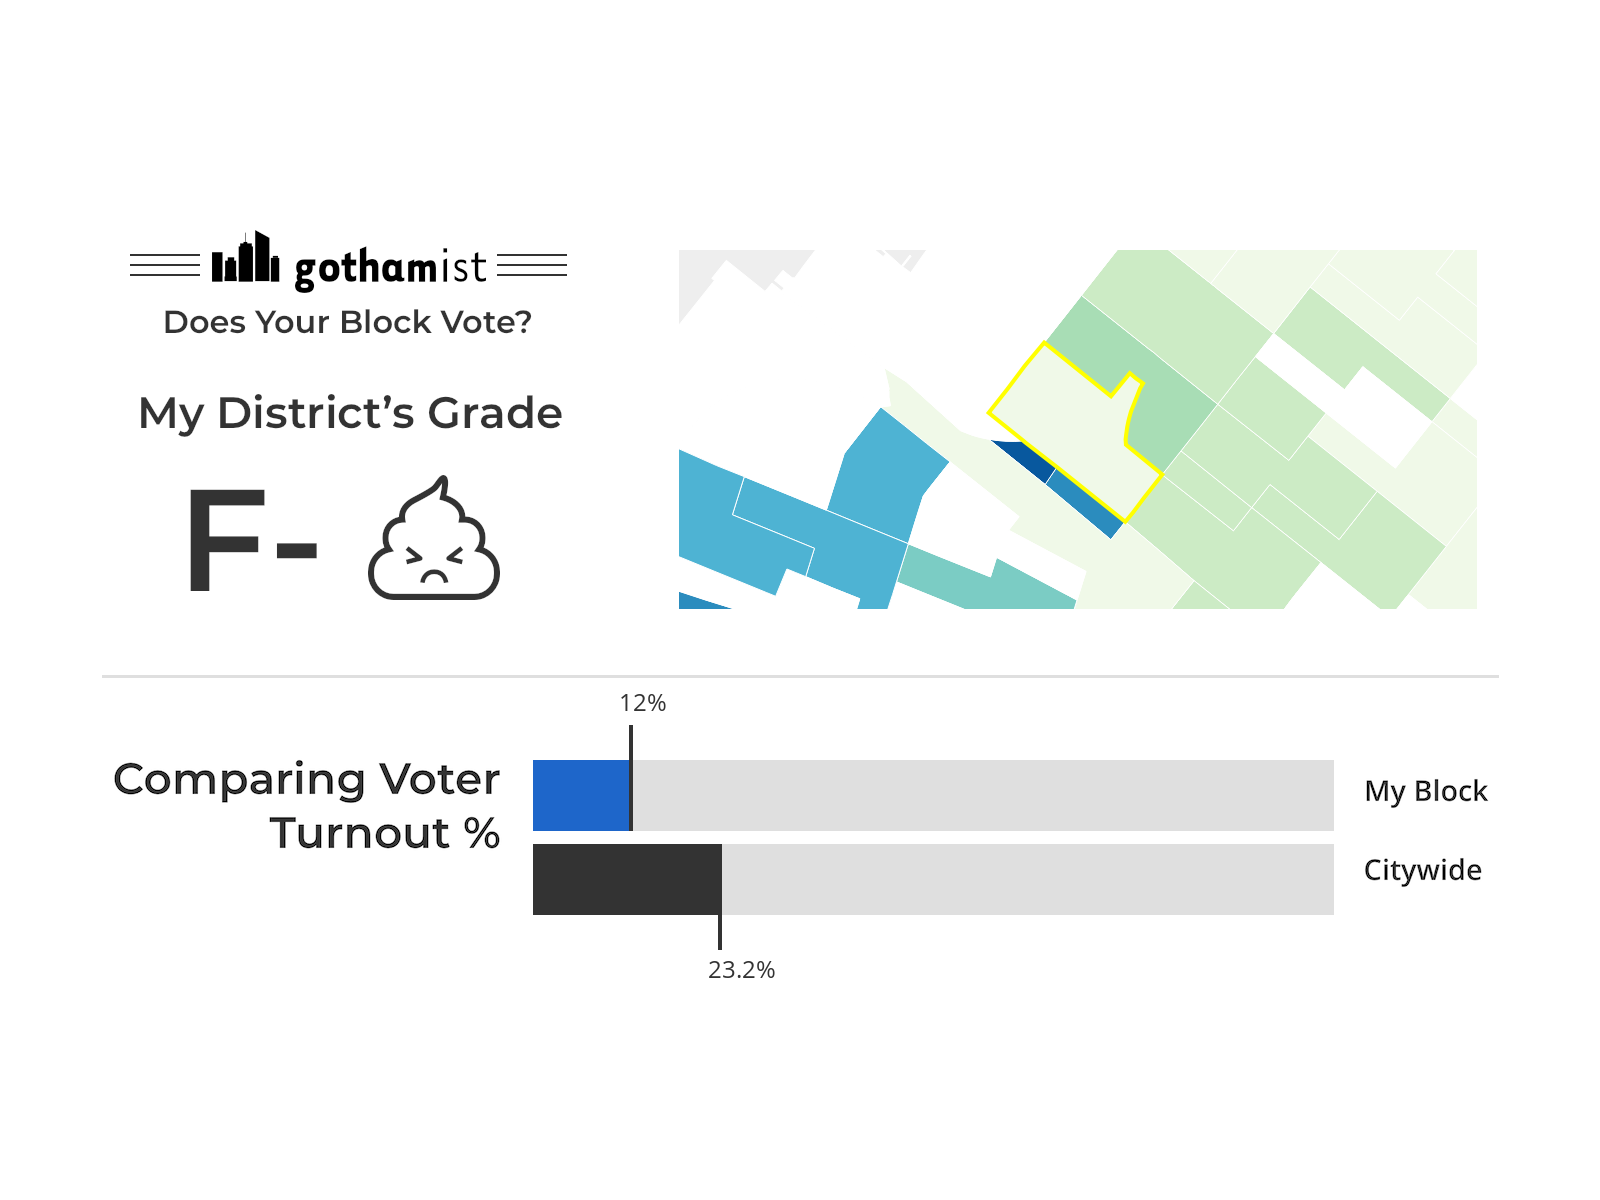 gothamist
Does Your Block Vote?
My District’s Grade
F-
12%
Comparing Voter
Turnout %
My Block
Citywide
23.2%